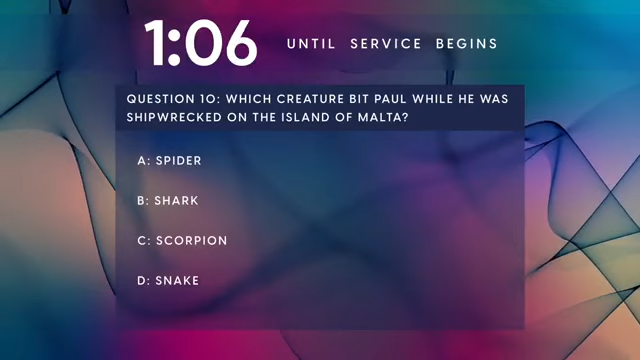 1:06 UNTIL SERVICE BEGINS
QUESTION 10: WHICH CREATURE BIT PAUL WHILE HE WAS
SHIPWRECKED ON THE ISLAND OF MALTA?
A: SPIDER
B: SHARK
C: SCORPION
D: SNAKE